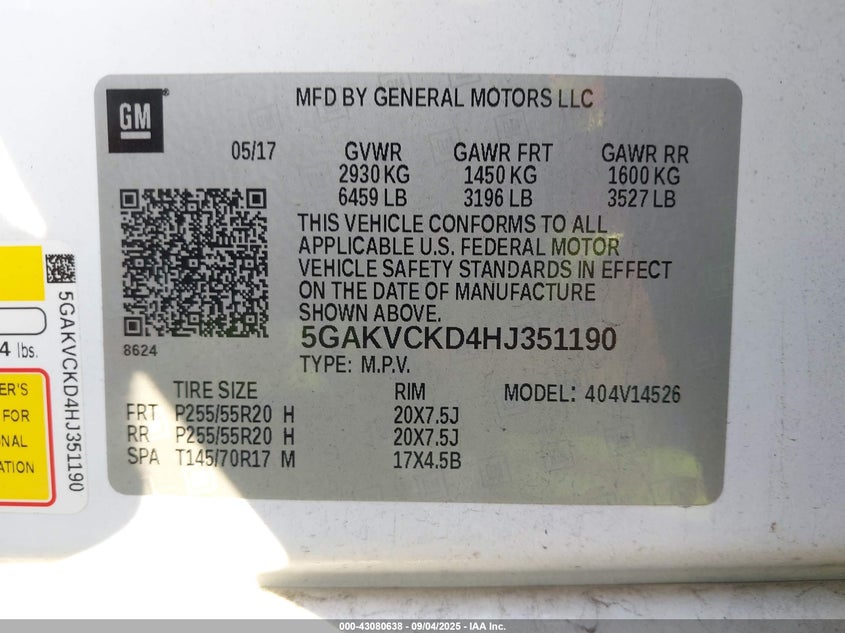 GM®
MFD BY GENERAL MOTORS LLC
05/17 GVWR GAWR FRT GAWR RR
2930 KG 1450 KG 1600 KG
6459 LB 3196 LB 3527 LB
THIS VEHICLE CONFORMS TO ALL
APPLICABLE U.S. FEDERAL MOTOR
VEHICLE SAFETY STANDARDS IN EFFECT
ON THE DATE OF MANUFACTURE
SHOWN ABOVE.
8624
5GAKVCKD4HJ351190
TYPE: M.P.V.
TIRE SIZE RIM MODEL: 404V14526
FRT P255/55R20 H 20X7.5J
RR P255/55R20 H 20X7.5J
SPA T145/70R17 M 17X4.5B
5GAKVCKD4HJ351190
4 lbs.
ER'S
FOR
ONAL
ATION
000-43080638 - 09/04/2025 - IAA Inc.